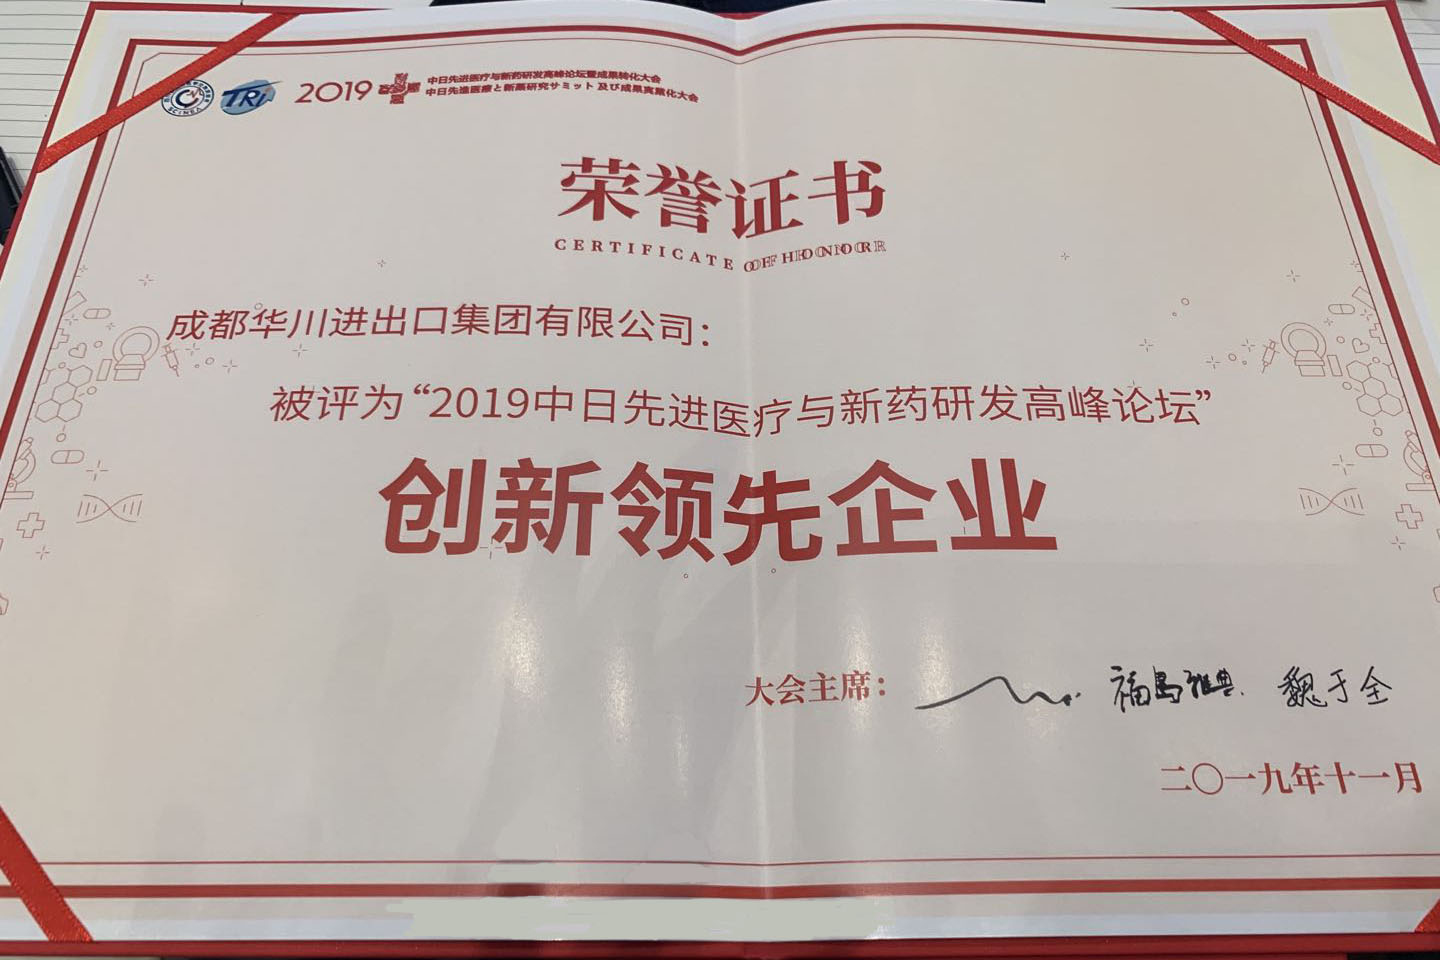 TRi
2019
中日先进医疗与新药研发高峰论坛暨成果转化大会
中日先進医療と新薬研究サミット 及び成果実業化大会
荣誉证书
CERTIFICATE OF HONOR
成都华川进出口集团有限公司：
被评为“2019中日先进医疗与新药研发高峰论坛”
创新领先企业
大会主席： 福島雅典 魏于全
二〇一九年十一月